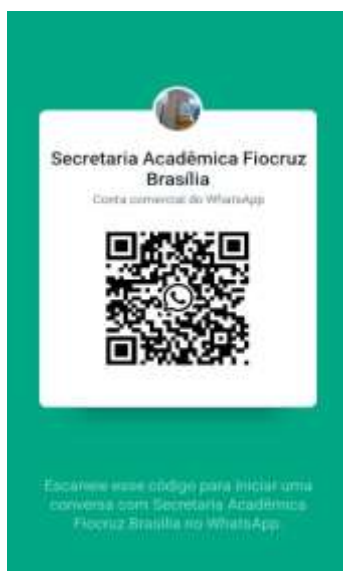 Secretaria Acadêmica Fiocruz
Brasília
Conta comercial do WhatsApp
Escaneie esse código para iniciar uma
conversa com Secretaria Acadêmica
Fiocruz Brasília no WhatsApp.